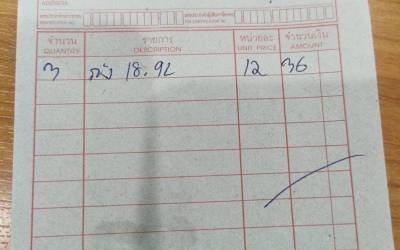 จำนวน รายการ หน่วยละ จำนวนเงิน
QUANTITY DESCRIPTION UNIT PRICE AMOUNT
3 ถัง 18.9L 12 36